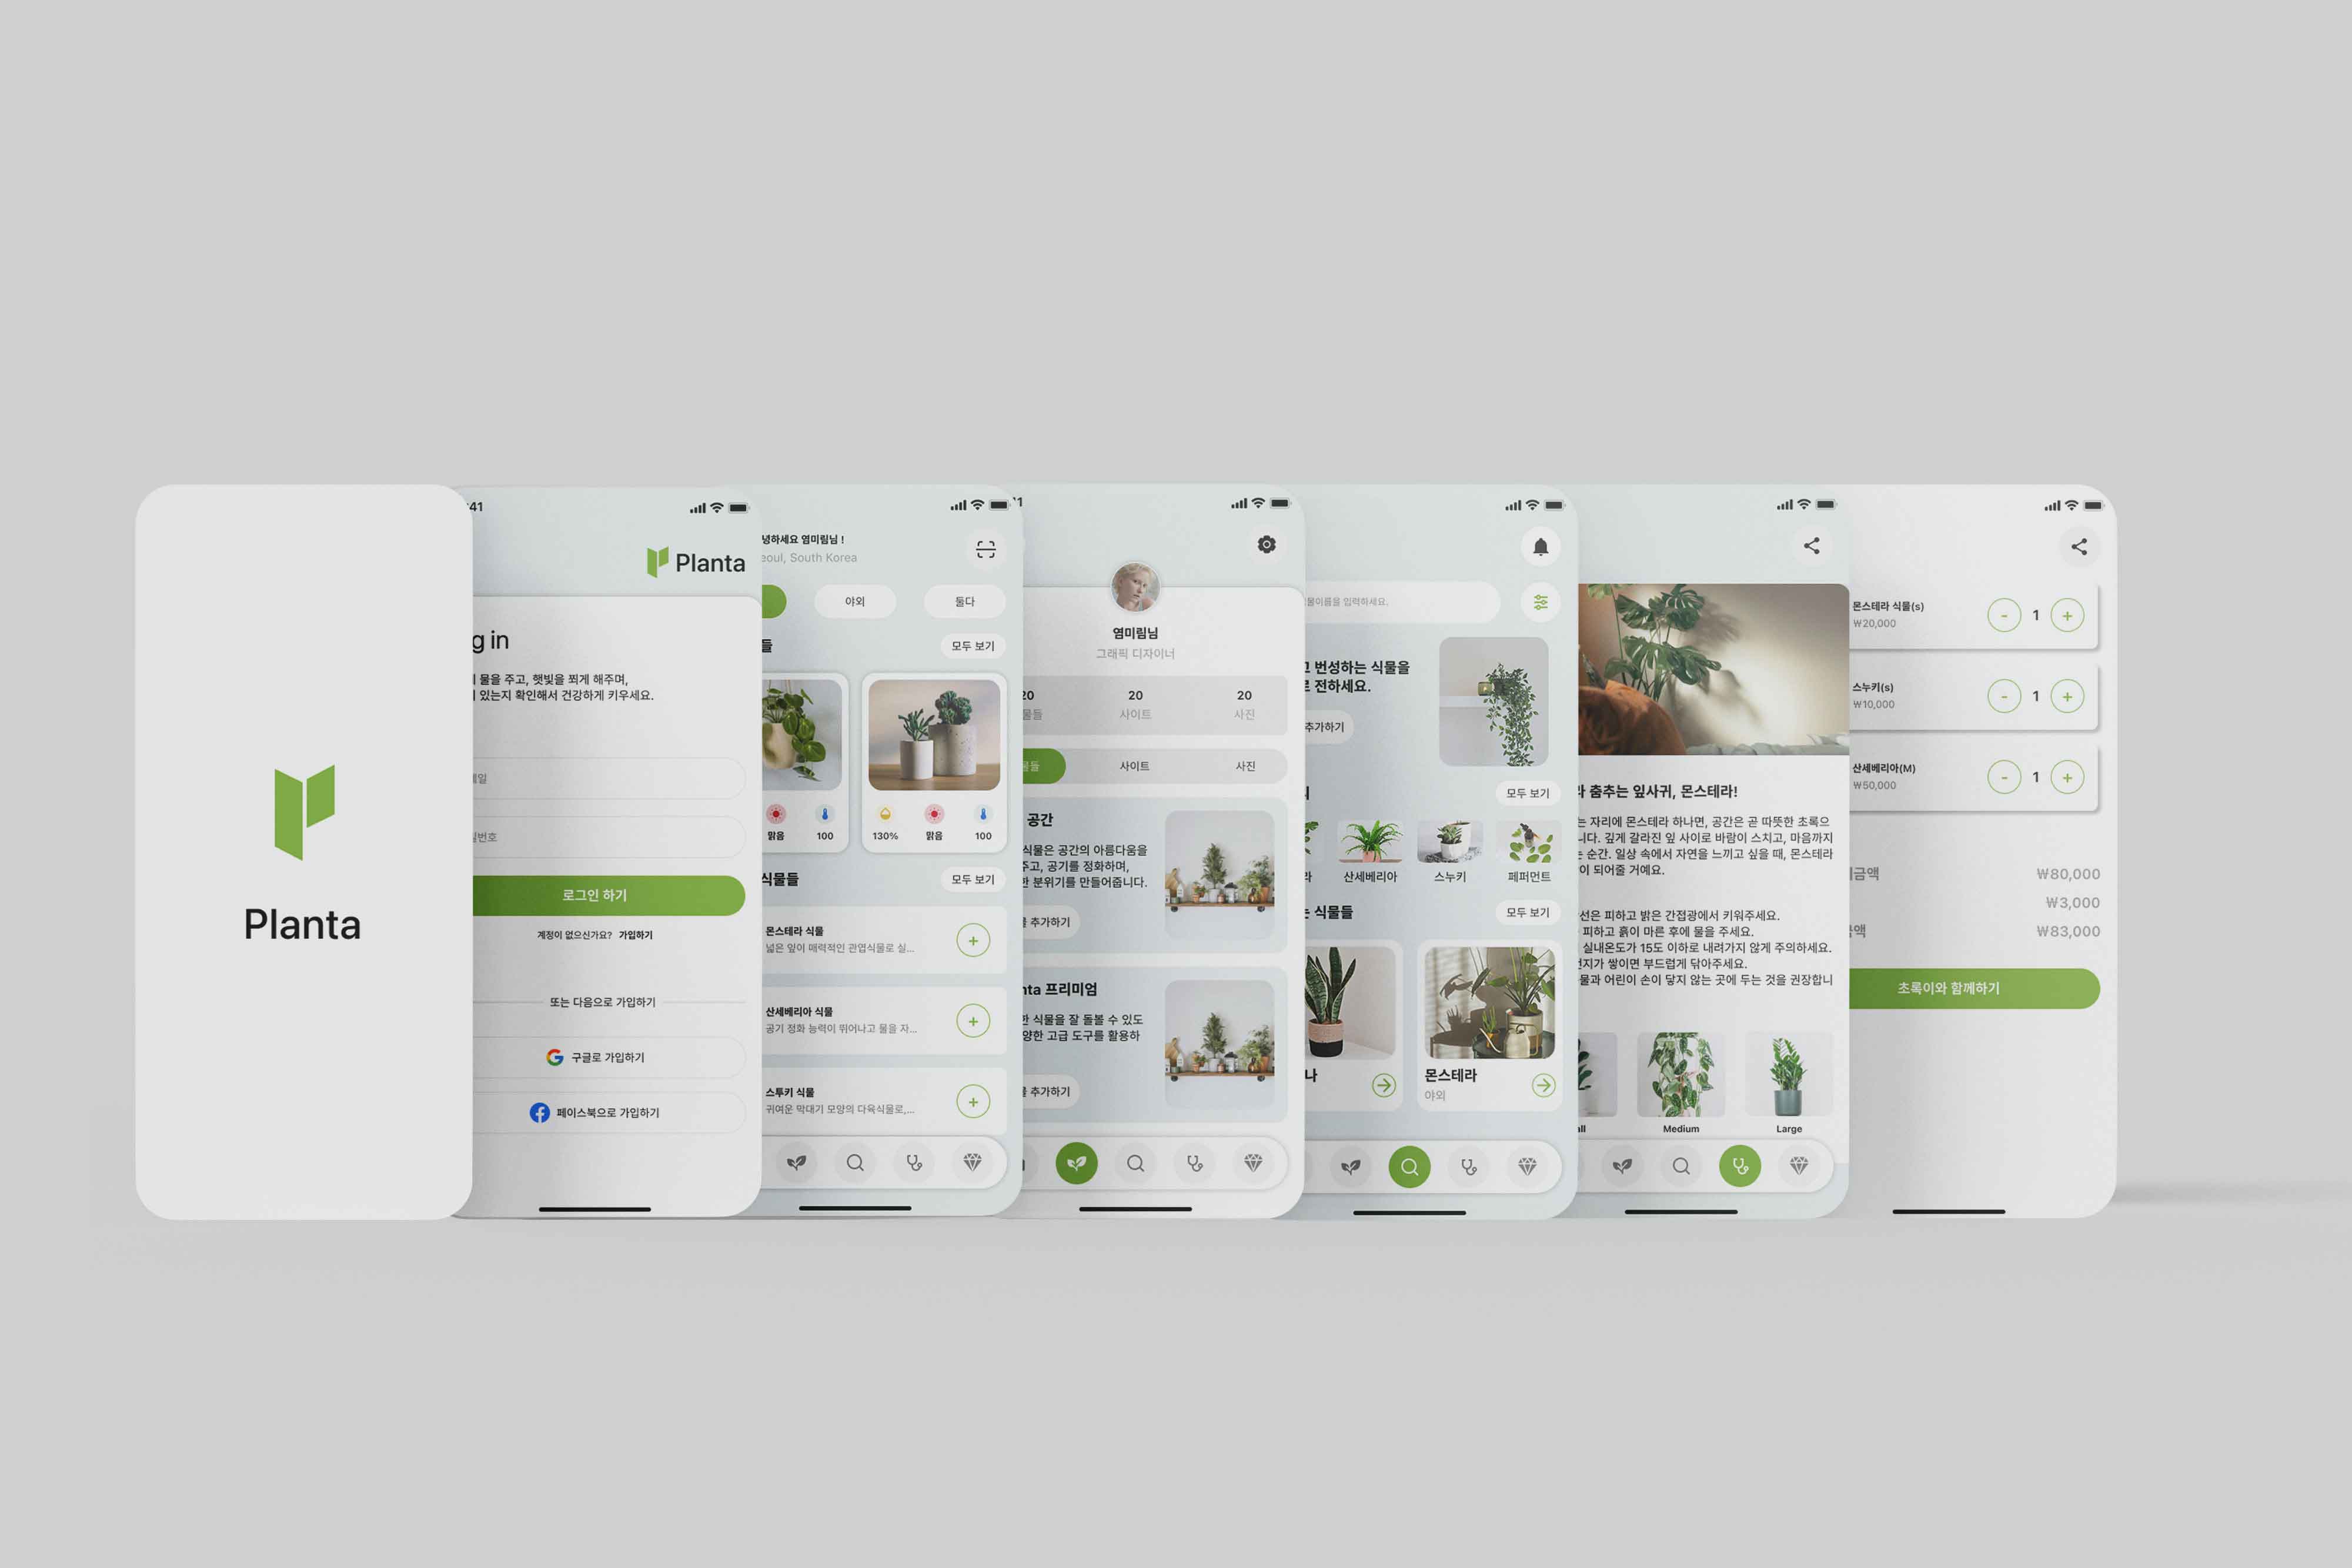 Planta
41
Planta
g in
물을 주고, 햇빛을 쬐게 해주며,
있는지 확인해서 건강하게 키우세요.
일
번호
로그인 하기
계정이 없으신가요? 가입하기
또는 다음으로 가입하기
구글로 가입하기
페이스북으로 가입하기
녕하세요 염미림님 !
eoul, South Korea
야외
둘다
들
모두 보기
맑음
100
130%
맑음
100
식물들
모두 보기
몬스테라 식물
넓은 잎이 매력적인 관엽식물로 실...
산세베리아 식물
공기 정화 능력이 뛰어나고 물을 자...
스투키 식물
귀여운 막대기 모양의 다육식물로,...
염미림님
그래픽 디자이너
20
물들
20
사이트
20
사진
물들
사이트
사진
공간
식물은 공간의 아름다움을
주고, 공기를 정화하며,
한 분위기를 만들어줍니다.
추가하기
nta 프리미엄
한 식물을 잘 돌볼 수 있도
양한 고급 도구를 활용하
추가하기
물이름을 입력하세요.
고 번성하는 식물을
로 전하세요.
추가하기
모두 보기
라
산세베리아
스누키
페퍼먼트
는 식물들
모두 보기
나
몬스테라
야외
춤추는 잎사귀, 몬스테라!
는 자리에 몬스테라 하나면, 공간은 곧 따뜻한 초록으
니다. 깊게 갈라진 잎 사이로 바람이 스치고, 마음까지
는 순간. 일상 속에서 자연을 느끼고 싶을 때, 몬스테라
이 되어줄 거예요.
선은 피하고 밝은 간접광에서 키워주세요.
피하고 흙이 마른 후에 물을 주세요.
실내온도가 15도 이하로 내려가지 않게 주의하세요.
먼지가 쌓이면 부드럽게 닦아주세요.
물과 어린이 손이 닿지 않는 곳에 두는 것을 권장합니
all
Medium
Large
몬스테라 식물(s)
₩20,000
- 1 +
스누키(s)
₩10,000
- 1 +
산세베리아(M)
₩50,000
- 1 +
금액
₩80,000
₩3,000
액
₩83,000
초록이와 함께하기